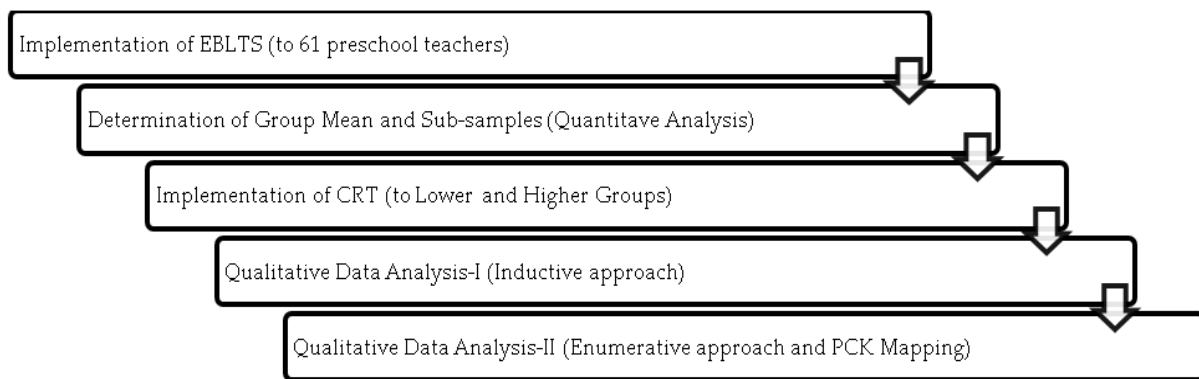 Implementation of EBLTS (to 61 preschool teachers)
Determination of Group Mean and Sub-samples (Quantitave Analysis)
Implementation of CRT (to Lower and Higher Groups)
Qualitative Data Analysis-I (Inductive approach)
Qualitative Data Analysis-II (Enumerative approach and PCK Mapping)